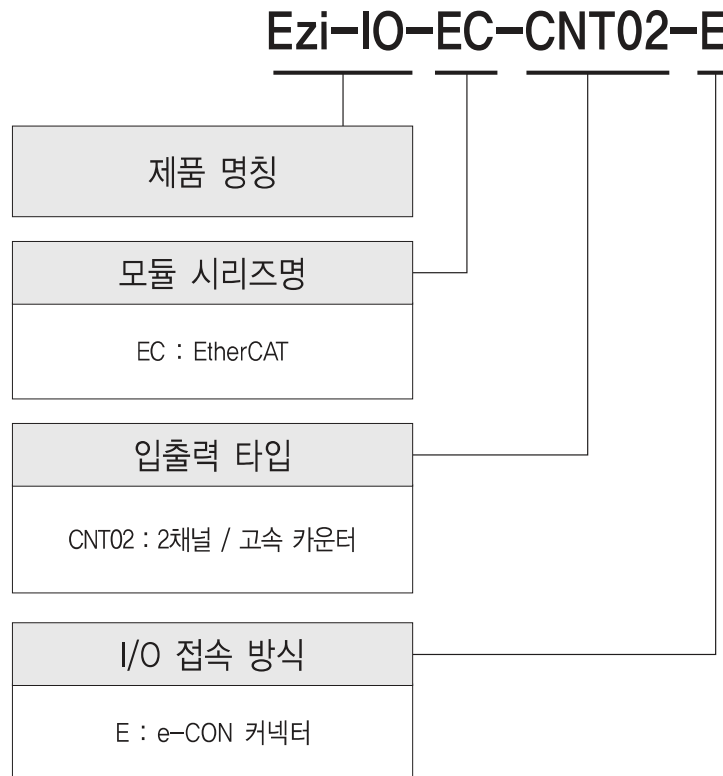 Ezi-IO-EC-CNT02-E
제품 명칭
모듈 시리즈명
EC : EtherCAT
입출력 타입
CNT02 : 2채널 / 고속 카운터
I/O 접속 방식
E : e-CON 커넥터